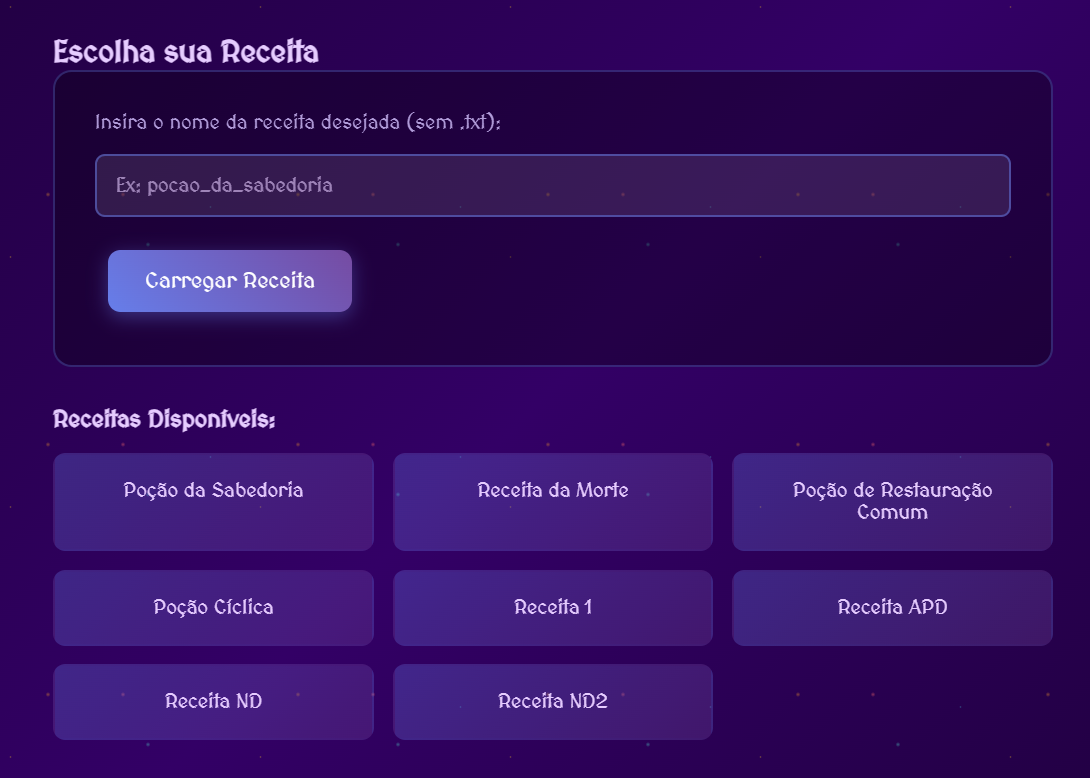 Escolha sua Receita
Insira o nome da receita desejada (sem .txt):
Ex: pocao_da_sabedoria
Carregar Receita
Receitas Disponíveis:
Poção da Sabedoria
Receita da Morte
Poção de Restauração
Comum
Poção Cíclica
Receita 1
Receita APD
Receita ND
Receita ND2